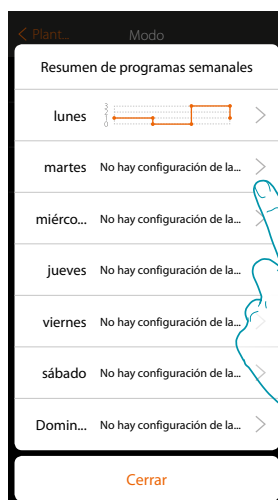 < Plant... Modo
Resumen de programas semanales
lunes
3
2
1
0
martes No hay configuración de la...
miérco... No hay configuración de la...
jueves No hay configuración de la...
viernes No hay configuración de la...
sábado No hay configuración de la...
Domin... No hay configuración de la...
Cerrar